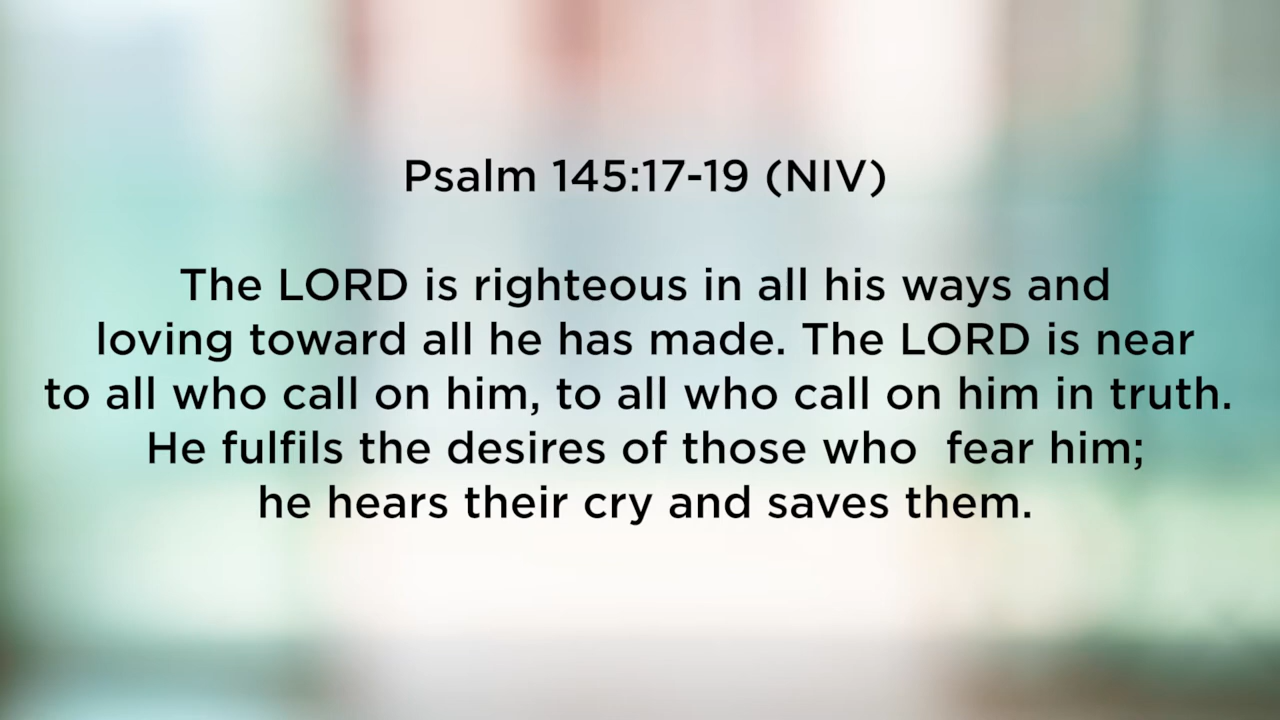 Psalm 145:17-19 (NIV)
The LORD is righteous in all his ways and
loving toward all he has made. The LORD is near
to all who call on him, to all who call on him in truth.
He fulfils the desires of those who  fear him;
he hears their cry and saves them.